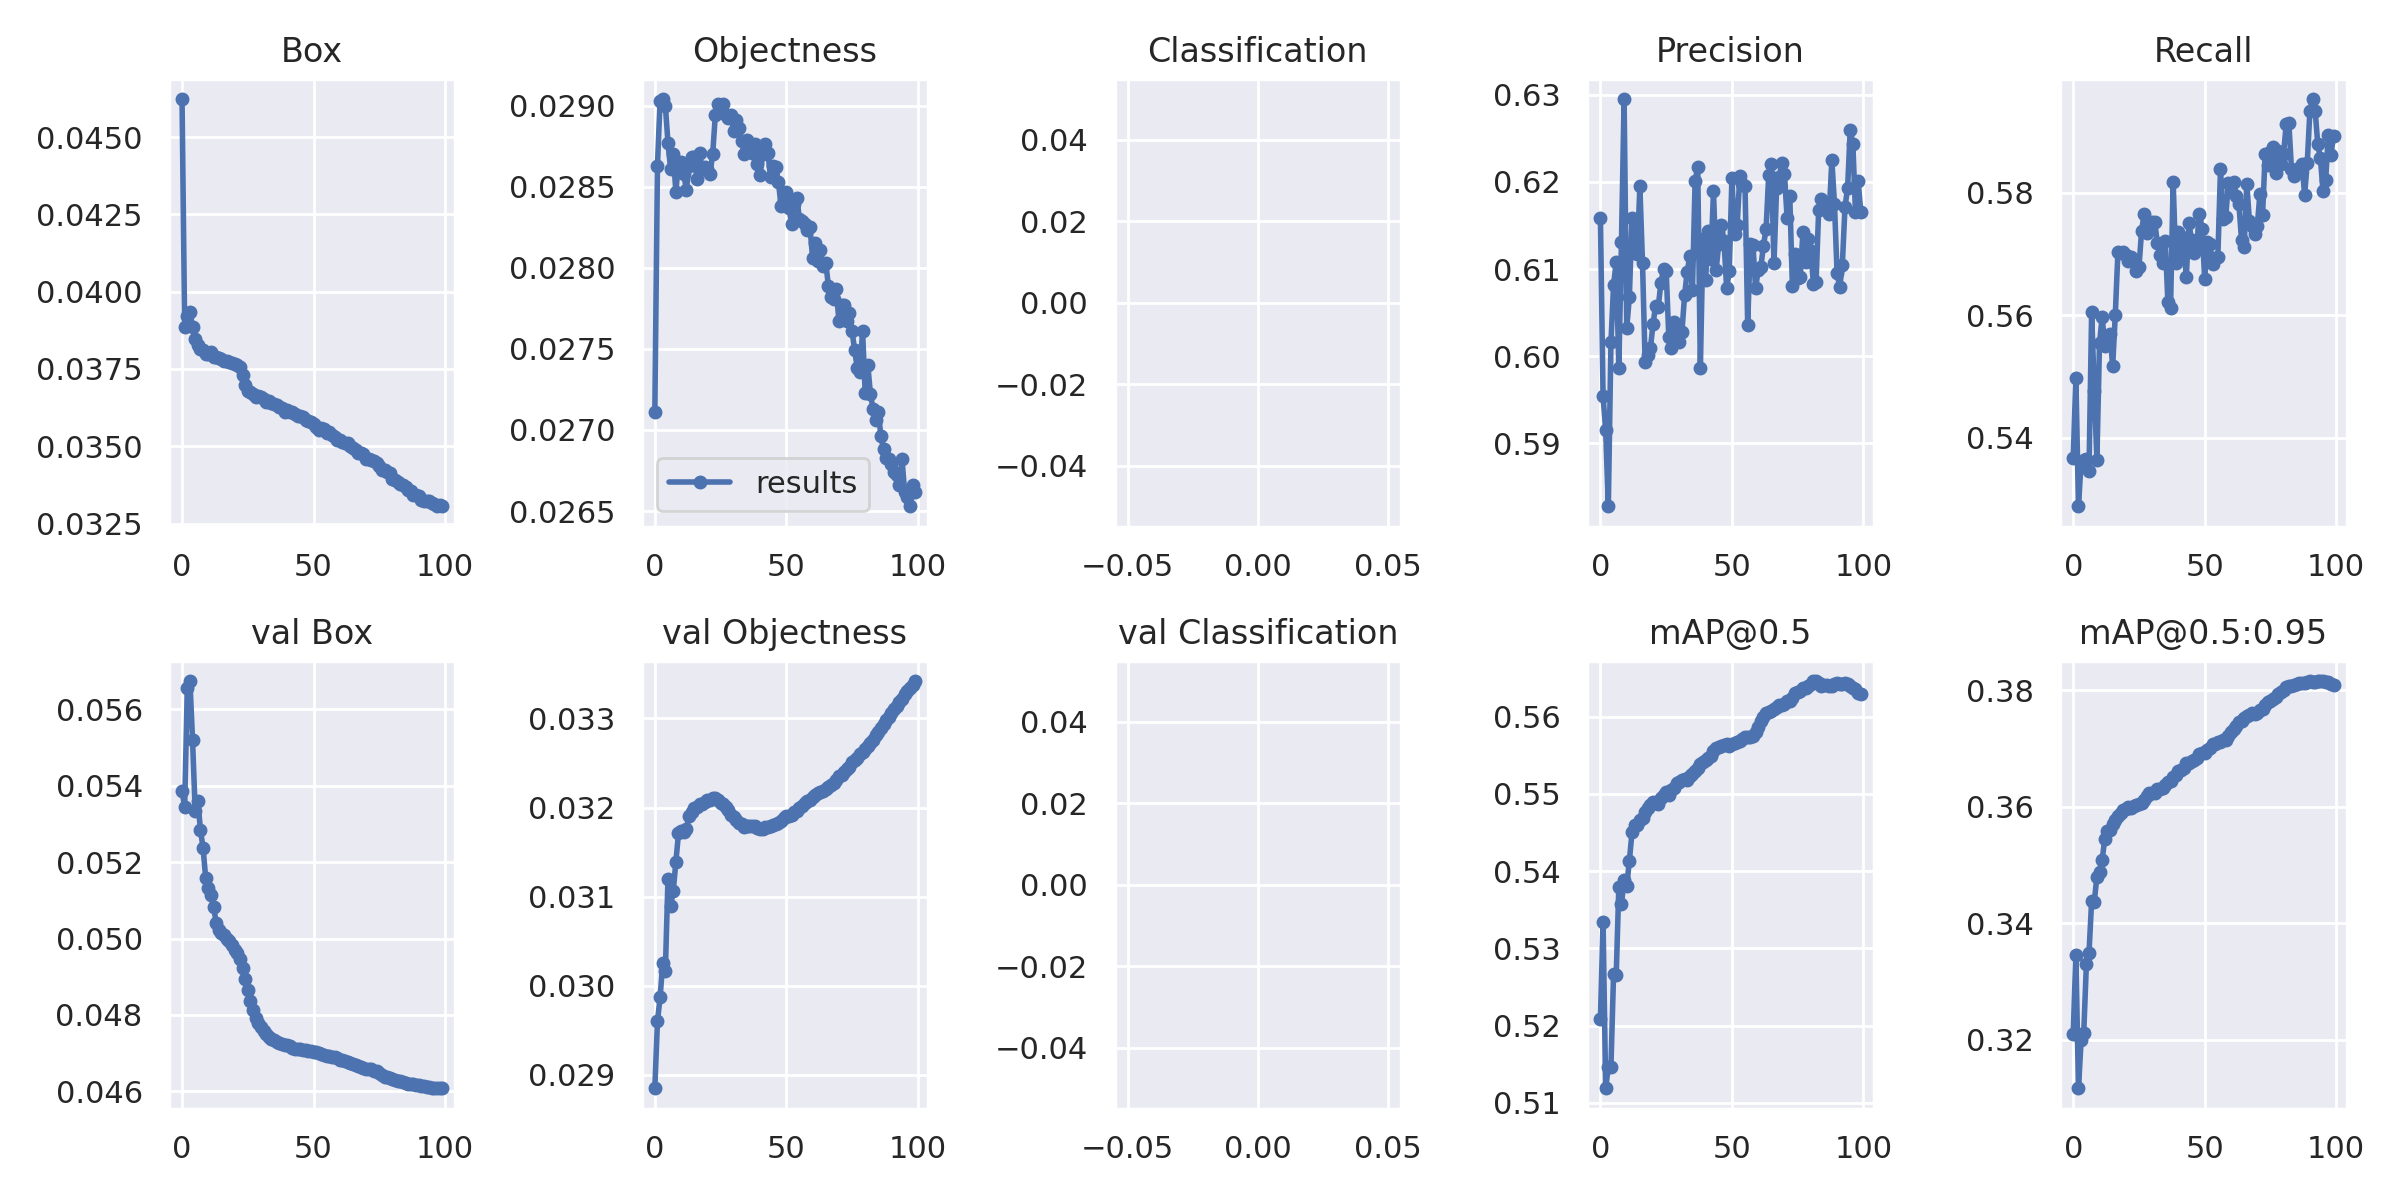 Box
Objectness
Classification
Precision
Recall
0.0450
0.0425
0.0400
0.0375
0.0350
0.0325
0 50 100
0.0290
0.0285
0.0280
0.0275
0.0270
0.0265
results
0 50 100
0.04
0.02
0.00
−0.02
−0.04
−0.05 0.00 0.05
0.63
0.62
0.61
0.60
0.59
0 50 100
0.58
0.56
0.54
0 50 100
val Box
val Objectness
val Classification
mAP@0.5
mAP@0.5:0.95
0.056
0.054
0.052
0.050
0.048
0.046
0 50 100
0.033
0.032
0.031
0.030
0.029
0 50 100
0.04
0.02
0.00
−0.02
−0.04
−0.05 0.00 0.05
0.56
0.55
0.54
0.53
0.52
0.51
0 50 100
0.38
0.36
0.34
0.32
0 50 100